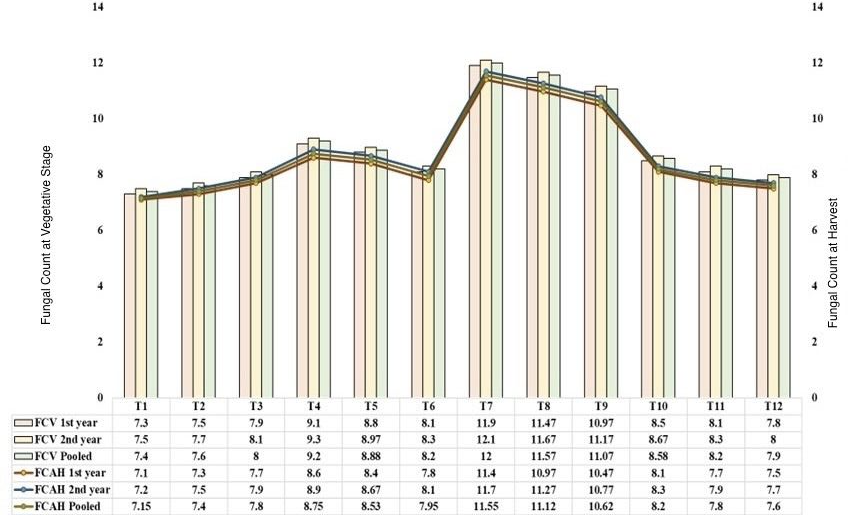 14 14
12 12
10 10
8 8
6 6
4 4
2 2
0 0
Fungal Count at Vegetative Stage
Fungal Count at Harvest
T1 T2 T3 T4 T5 T6 T7 T8 T9 T10 T11 T12
FCV 1st year 7.3 7.5 7.9 9.1 8.8 8.1 11.9 11.47 10.97 8.5 8.1 7.8
FCV 2nd year 7.5 7.7 8.1 9.3 8.97 8.3 12.1 11.67 11.17 8.67 8.3 8
FCV Pooled 7.4 7.6 8 9.2 8.88 8.2 12 11.57 11.07 8.58 8.2 7.9
FCAH 1st year 7.1 7.3 7.7 8.6 8.4 7.8 11.4 10.97 10.47 8.1 7.7 7.5
FCAH 2nd year 7.2 7.5 7.9 8.9 8.67 8.1 11.7 11.27 10.77 8.3 7.9 7.7
FCAH Pooled 7.15 7.4 7.8 8.75 8.53 7.95 11.55 11.12 10.62 8.2 7.8 7.6